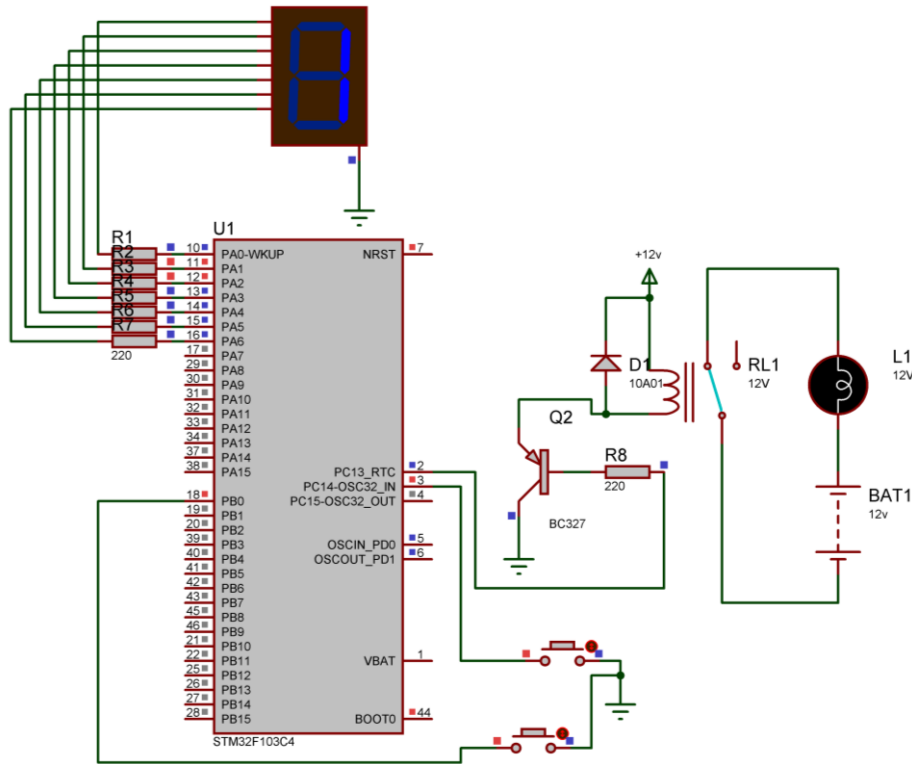 U1
R1
R2
R3
R4
R5
R6
R7
220
10 PA0-WKUP
11 PA1
12 PA2
13 PA3
14 PA4
15 PA5
16 PA6
17 PA7
29 PA8
30 PA9
31 PA10
32 PA11
33 PA12
34 PA13
37 PA14
38 PA15
18 PB0
19 PB1
20 PB2
39 PB3
40 PB4
41 PB5
42 PB6
43 PB7
45 PB8
46 PB9
21 PB10
22 PB11
25 PB12
26 PB13
27 PB14
28 PB15
NRST 7
PC13_RTC 2
PC14-OSC32_IN 3
PC15-OSC32_OUT 4
OSCIN_PD0 5
OSCOUT_PD1 6
VBAT 1
BOOT0 44
STM32F103C4
+12v
D1
10A01
RL1
12V
L1
12V
Q2
BC327
R8
220
BAT1
12v